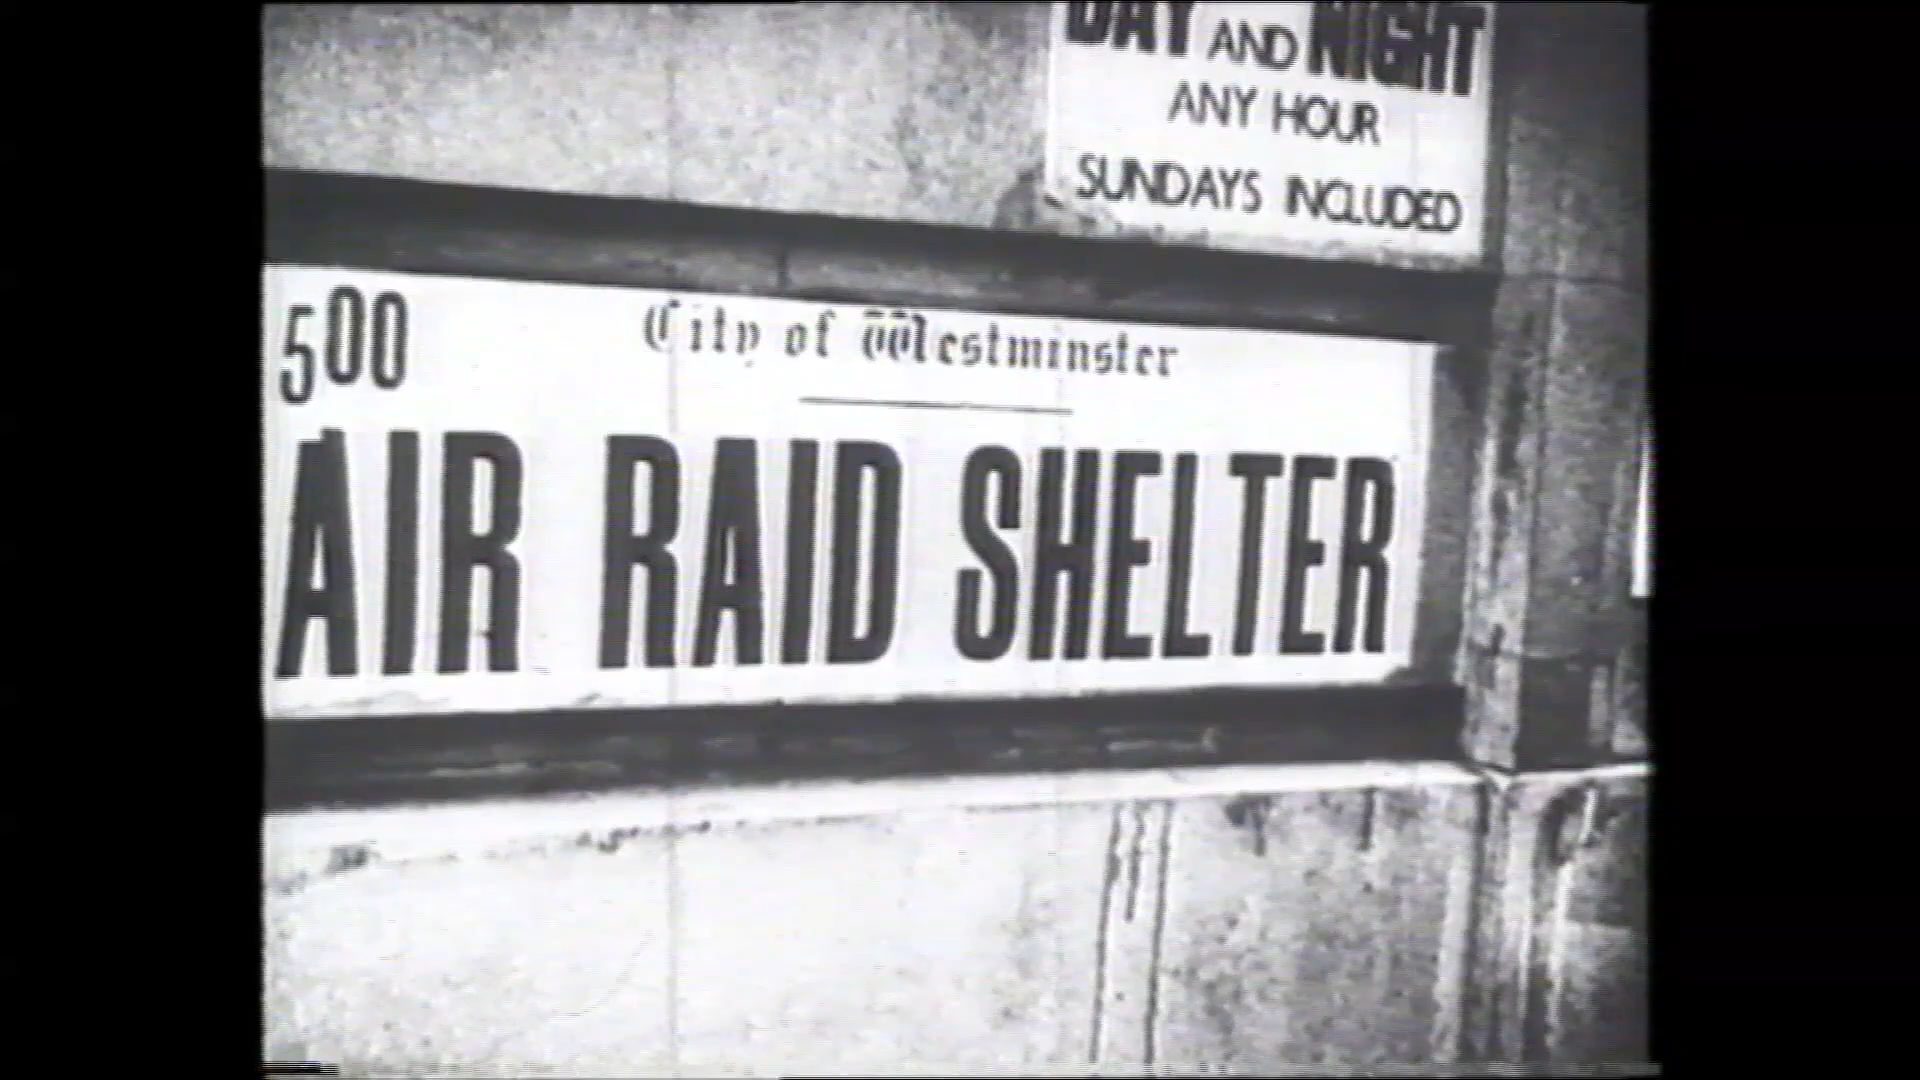 DAY AND NIGHT
ANY HOUR
SUNDAYS INCLUDED
500
City of Westminster
AIR RAID SHELTER